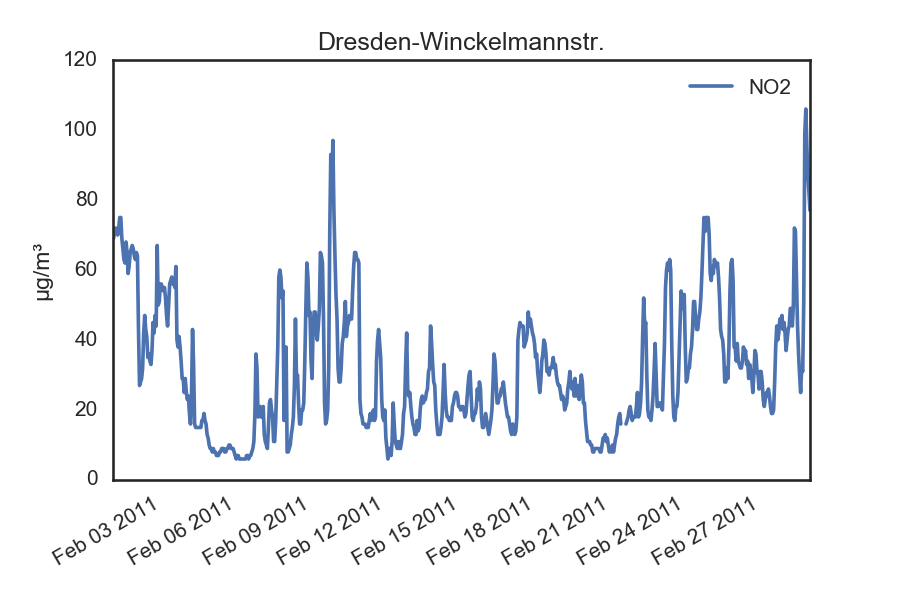 Dresden-Winckelmannstr.
NO2
µg/m³
120
100
80
60
40
20
0
Feb 03 2011
Feb 06 2011
Feb 09 2011
Feb 12 2011
Feb 15 2011
Feb 18 2011
Feb 21 2011
Feb 24 2011
Feb 27 2011